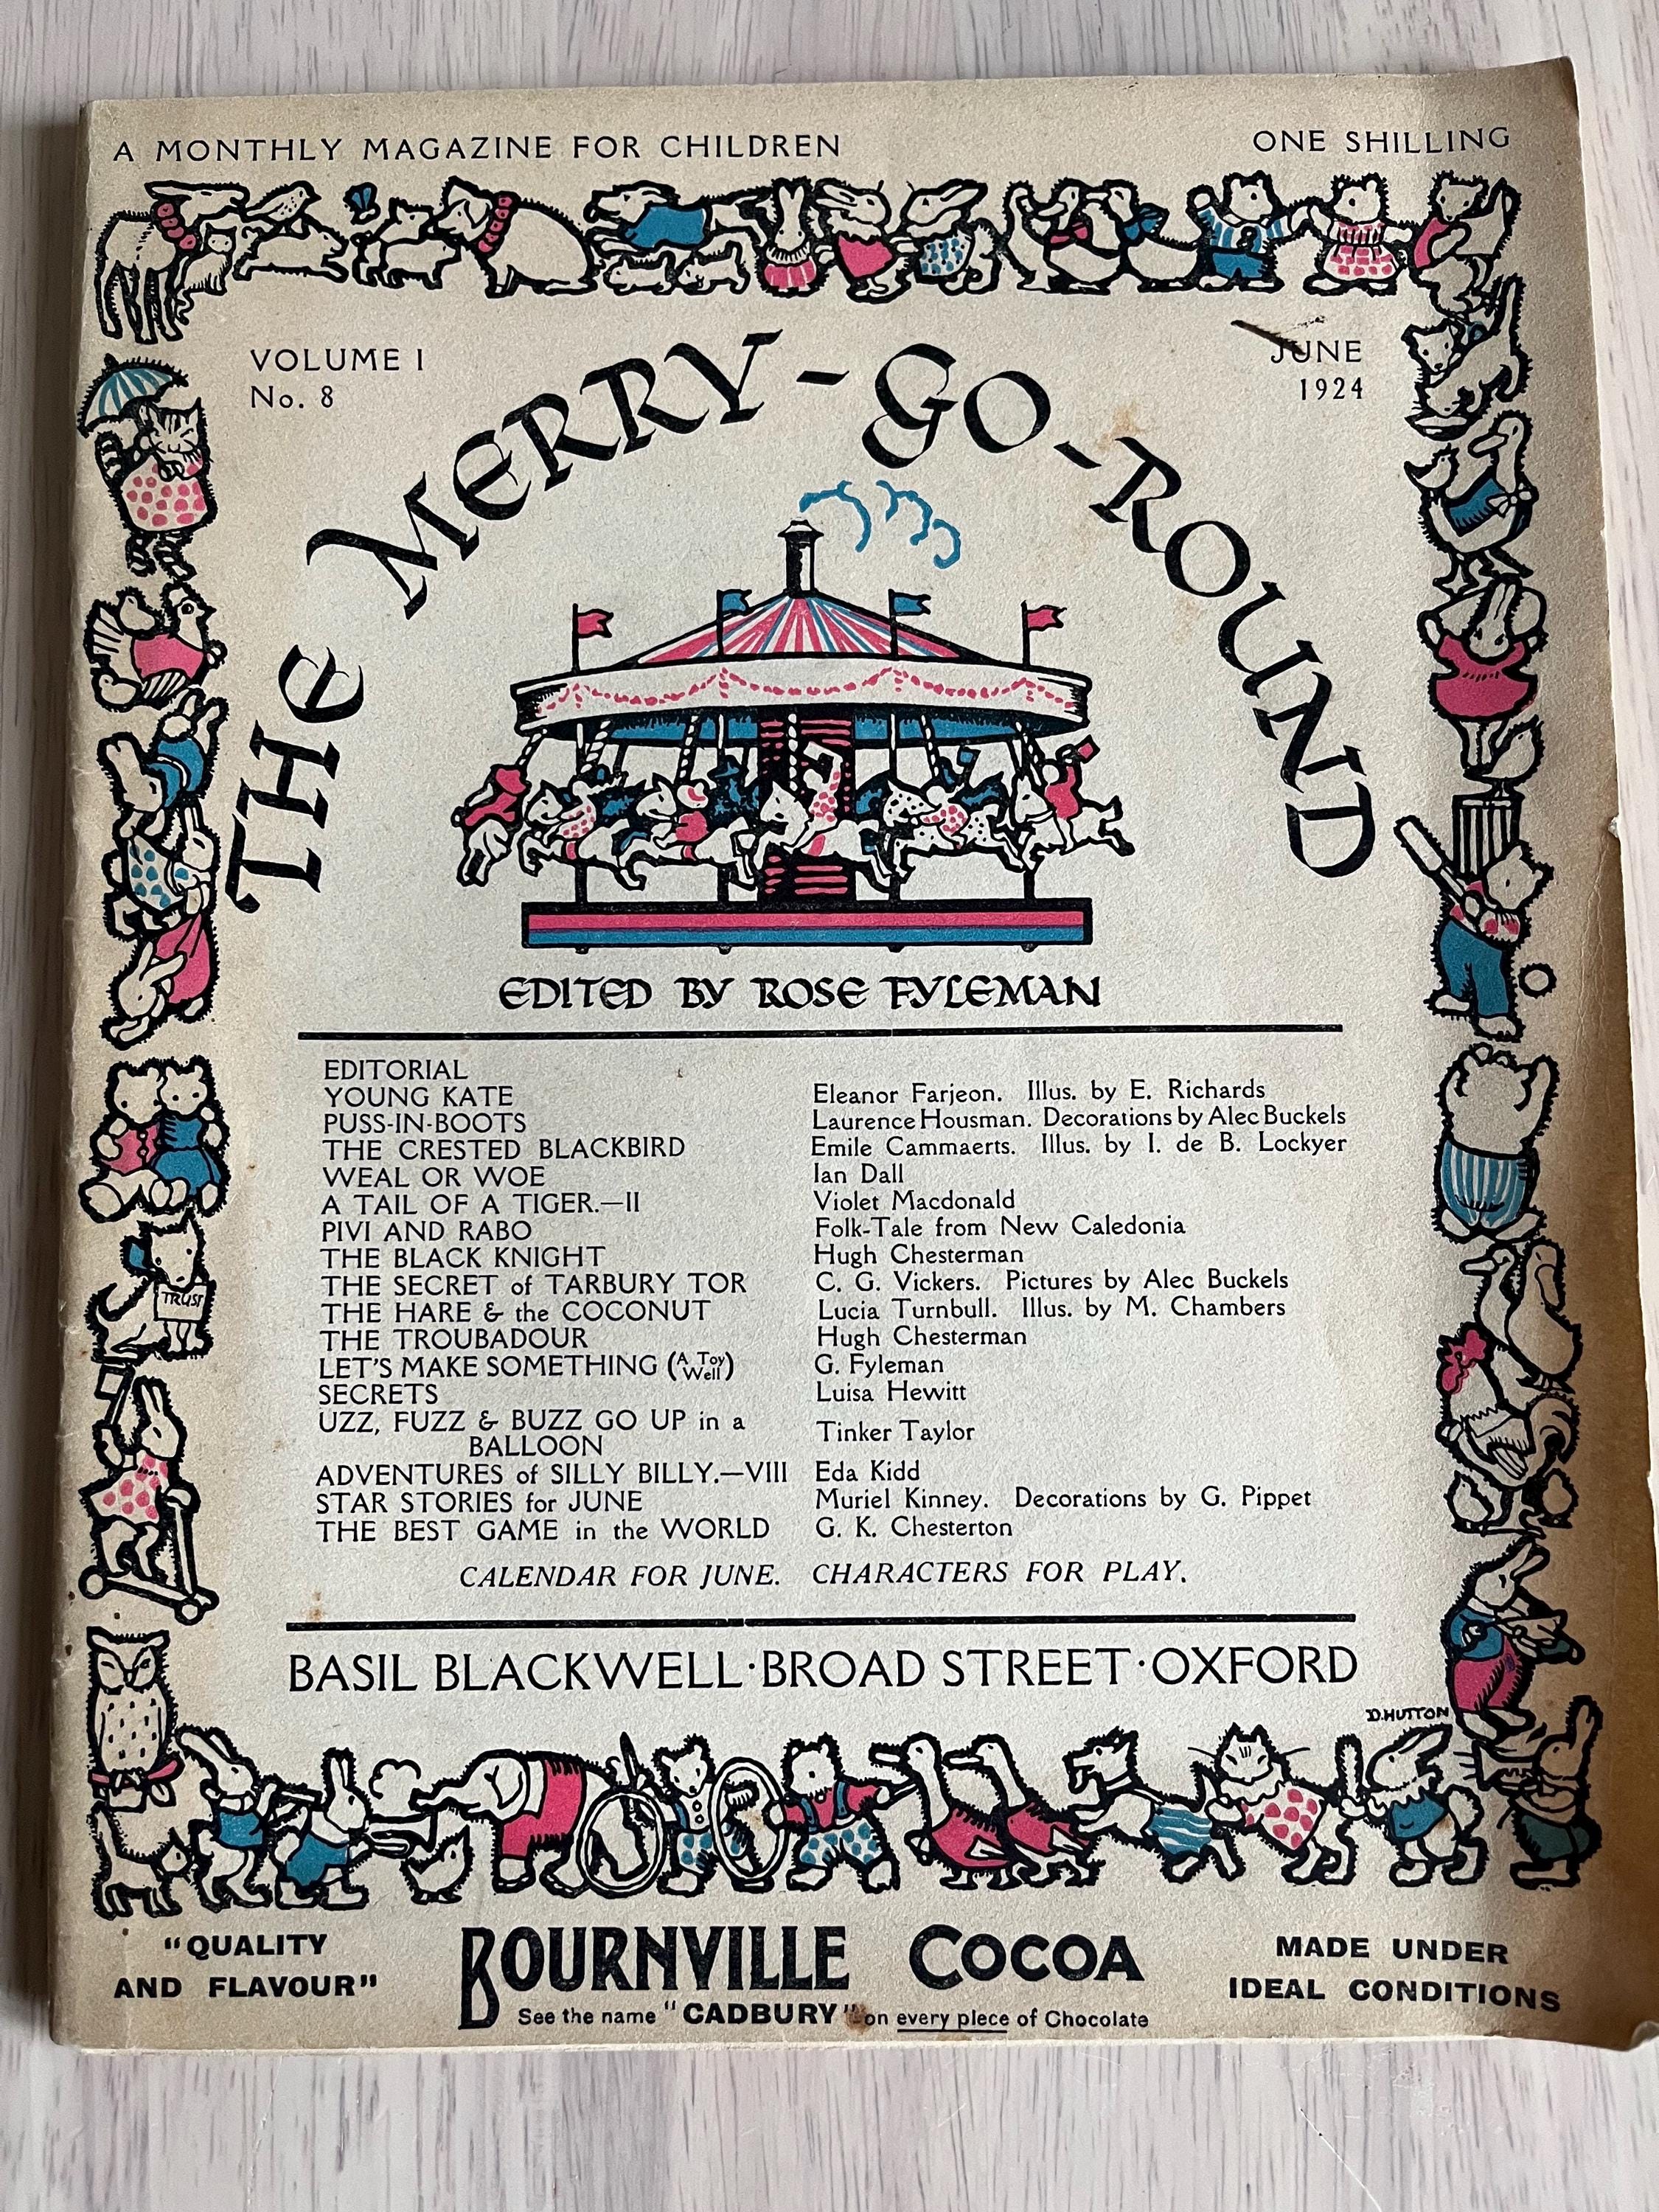 A MONTHLY MAGAZINE FOR CHILDREN
ONE SHILLING
VOLUME I
No. 8
JUNE
1924
THE MERRY-GO-ROUND
EDITED BY ROSE FYLEMAN
EDITORIAL
YOUNG KATE Eleanor Farjeon. Illus. by E. Richards
PUSS-IN-BOOTS Laurence Housman. Decorations by Alec Buckels
THE CRESTED BLACKBIRD Emile Cammaerts. Illus. by I. de B. Lockyer
WEAL OR WOE Ian Dall
A TAIL OF A TIGER.—II Violet Macdonald
PIVI AND RABO Folk-Tale from New Caledonia
THE BLACK KNIGHT Hugh Chesterman
THE SECRET of TARBURY TOR C. G. Vickers. Pictures by Alec Buckels
THE HARE & the COCONUT Lucia Turnbull. Illus. by M. Chambers
THE TROUBADOUR Hugh Chesterman
LET'S MAKE SOMETHING (A Toy Well) G. Fyleman
SECRETS Luisa Hewitt
UZZ, FUZZ & BUZZ GO UP in a
BALLOON Tinker Taylor
ADVENTURES of SILLY BILLY.—VIII Eda Kidd
STAR STORIES for JUNE Muriel Kinney. Decorations by G. Pippet
THE BEST GAME in the WORLD G. K. Chesterton
CALENDAR FOR JUNE. CHARACTERS FOR PLAY.
BASIL BLACKWELL·BROAD STREET·OXFORD
TRUST
D. HUTTON
"QUALITY
AND FLAVOUR"
BOURNVILLE COCOA
See the name "CADBURY" on every piece of Chocolate
MADE UNDER
IDEAL CONDITIONS